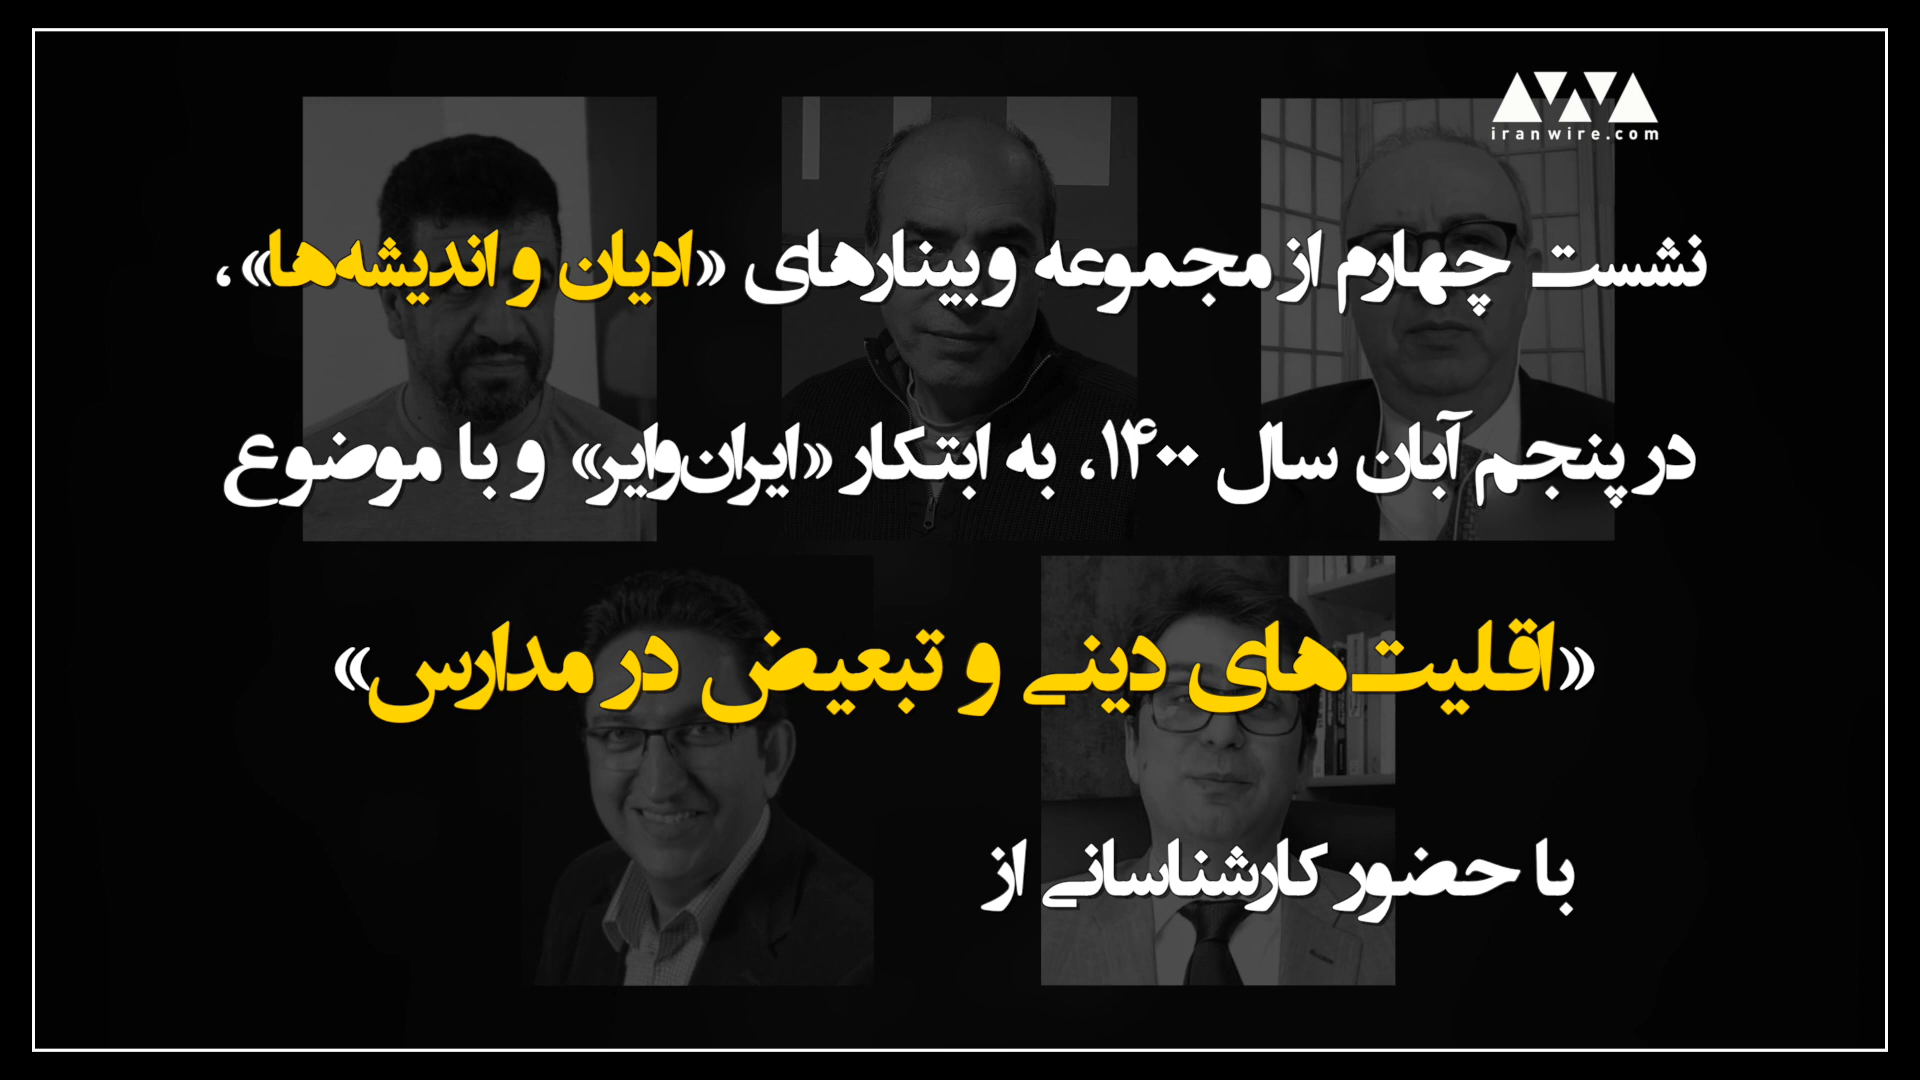 iranwire.com
نشست چهارم از مجموعه وبینارهای «ادیان و اندیشه‌ها»،
در پنجم آبان سال ۱۴۰۰، به ابتکار «ایران‌وایر» و با موضوع
«اقلیت‌های دینی و تبعیض در مدارس»
با حضور کارشناسانی از